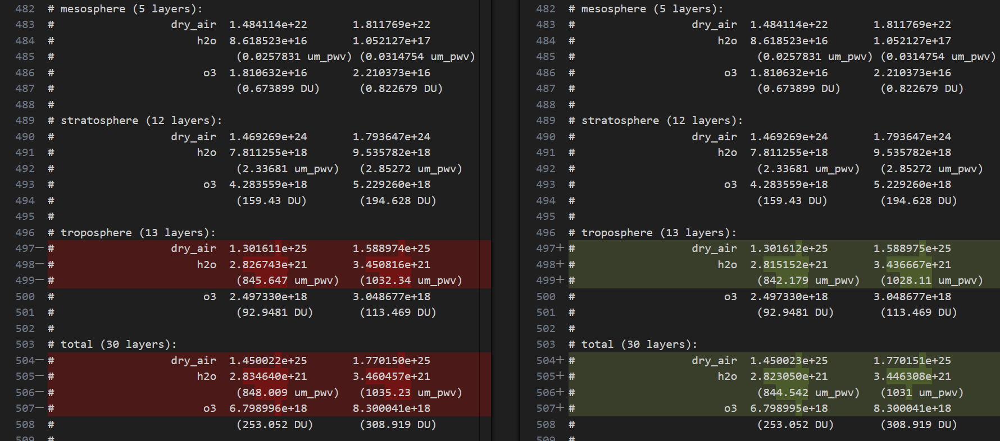 482 # mesosphere (5 layers):
483 # dry_air 1.484114e+22 1.811769e+22
484 # h2o 8.618523e+16 1.052127e+17
485 # (0.0257831 um_pwv) (0.0314754 um_pwv)
486 # o3 1.810632e+16 2.210373e+16
487 # (0.673899 DU) (0.822679 DU)
488 #
489 # stratosphere (12 layers):
490 # dry_air 1.469269e+24 1.793647e+24
491 # h2o 7.811255e+18 9.535782e+18
492 # (2.33681 um_pwv) (2.85272 um_pwv)
493 # o3 4.283559e+18 5.229260e+18
494 # (159.43 DU) (194.628 DU)
495 #
496 # troposphere (13 layers):
497— # dry_air 1.301611e+25 1.588974e+25
498— # h2o 2.826743e+21 3.450816e+21
499— # (845.647 um_pwv) (1032.34 um_pwv)
500 # o3 2.497330e+18 3.048677e+18
501 # (92.9481 DU) (113.469 DU)
502 #
503 # total (30 layers):
504— # dry_air 1.450022e+25 1.770150e+25
505— # h2o 2.834640e+21 3.460457e+21
506— # (848.009 um_pwv) (1035.23 um_pwv)
507— # o3 6.798996e+18 8.300041e+18
508 # (253.052 DU) (308.919 DU)
509 #
482 # mesosphere (5 layers):
483 # dry_air 1.484114e+22 1.811769e+22
484 # h2o 8.618523e+16 1.052127e+17
485 # (0.0257831 um_pwv) (0.0314754 um_pwv)
486 # o3 1.810632e+16 2.210373e+16
487 # (0.673899 DU) (0.822679 DU)
488 #
489 # stratosphere (12 layers):
490 # dry_air 1.469269e+24 1.793647e+24
491 # h2o 7.811255e+18 9.535782e+18
492 # (2.33681 um_pwv) (2.85272 um_pwv)
493 # o3 4.283559e+18 5.229260e+18
494 # (159.43 DU) (194.628 DU)
495 #
496 # troposphere (13 layers):
497+ # dry_air 1.301612e+25 1.588975e+25
498+ # h2o 2.815152e+21 3.436667e+21
499+ # (842.179 um_pwv) (1028.11 um_pwv)
500 # o3 2.497330e+18 3.048677e+18
501 # (92.9481 DU) (113.469 DU)
502 #
503 # total (30 layers):
504+ # dry_air 1.450023e+25 1.770151e+25
505+ # h2o 2.823050e+21 3.446308e+21
506+ # (844.542 um_pwv) (1031 um_pwv)
507+ # o3 6.798995e+18 8.300041e+18
508 # (253.052 DU) (308.919 DU)
509 #